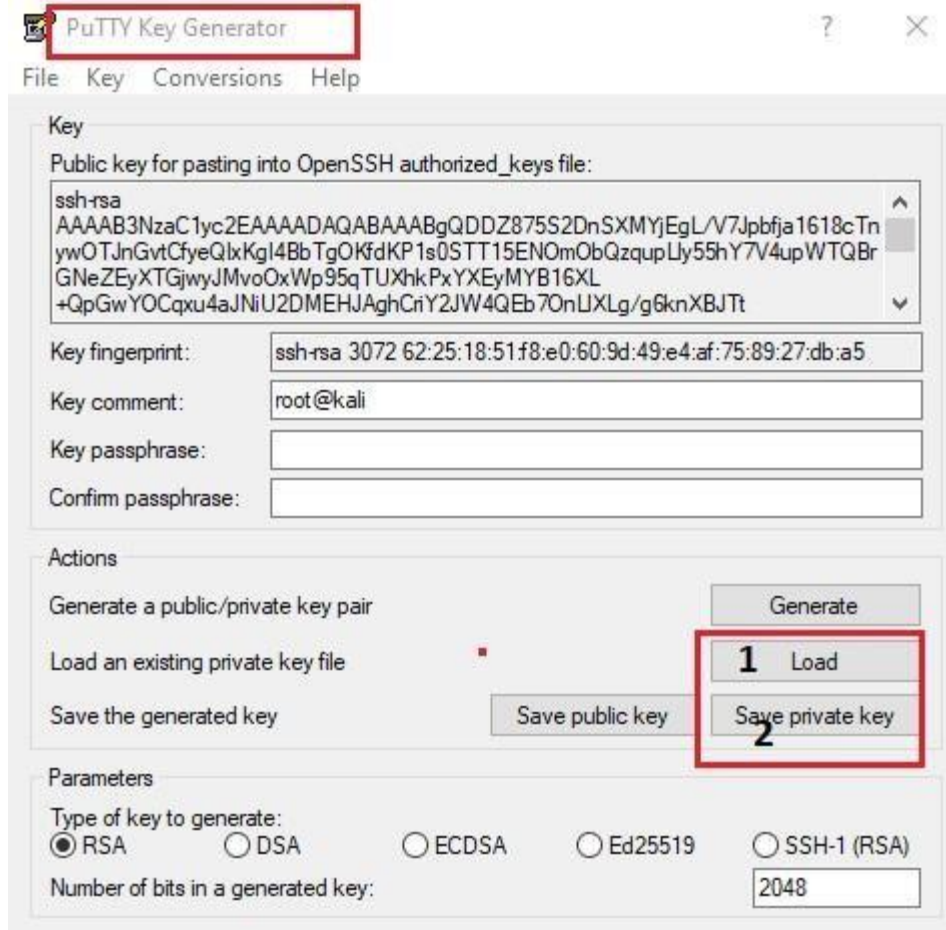 PuTTY Key Generator
? ×
File Key Conversions Help
Key
Public key for pasting into OpenSSH authorized_keys file:
ssh-rsa
AAAAB3NzaC1yc2EAAAADAQABAAABgQDDZ875S2DnSXMYjEgL/V7Jpbfja1618cTn
ywOTJnGvtCfyeQIxKgI4BbTgOKfdKP1s0STT15ENOmObQzqupLIy55hY7V4upWTQBr
GNeZEyXTGjwyJMvoOxWp95qTUXhkPxYXEyMYB16XL
+QpGwYOCqxu4aJNiU2DMEHJAghCriY2JW4QEb7OnLIXLg/g6knXBJTt
Key fingerprint: ssh-rsa 3072 62:25:18:51:f8:e0:60:9d:49:e4:af:75:89:27:db:a5
Key comment: root@kali
Key passphrase:
Confirm passphrase:
Actions
Generate a public/private key pair Generate
Load an existing private key file 1 Load
Save the generated key Save public key Save private key
2
Parameters
Type of key to generate:
RSA DSA ECDSA Ed25519 SSH-1 (RSA)
Number of bits in a generated key: 2048